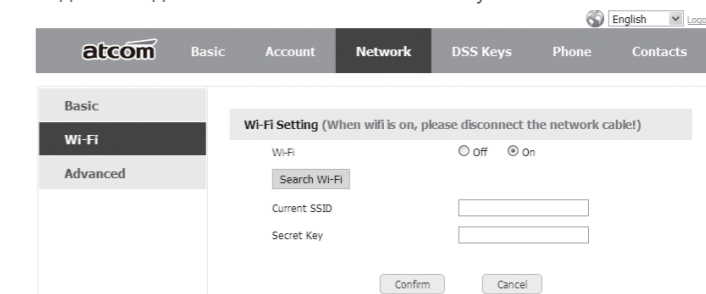 English Logo
atcom Basic Account Network DSS Keys Phone Contacts
Basic
Wi-Fi
Advanced
Wi-Fi Setting (When wifi is on, please disconnect the network cable!)
Wi-Fi Off On
Search Wi-Fi
Current SSID
Secret Key
Confirm Cancel